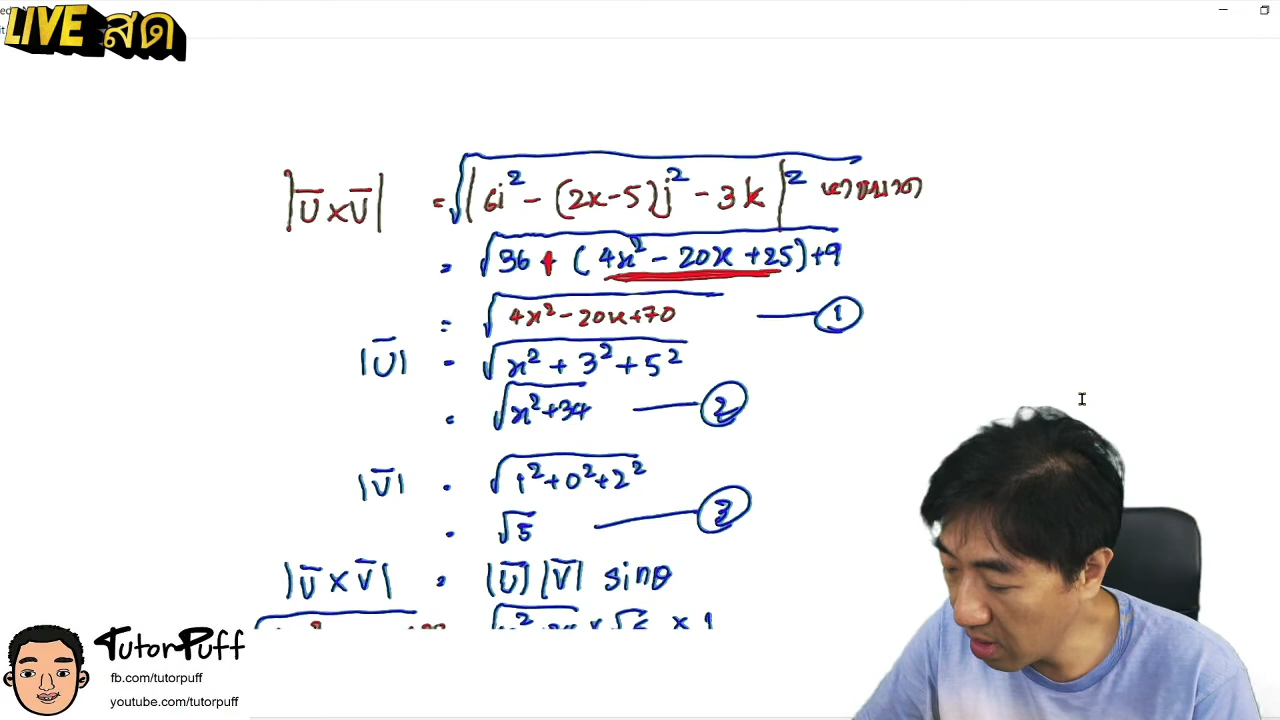 LIVE สด
|U̅ x V̅| = √|6i² - (2x-5)j² - 3k|² หาขนาด
= √36 + (4x² - 20x + 25) + 9
= √4x² - 20x + 70 — ①
|U̅| = √x² + 3² + 5²
= √x² + 34 — ②
|V̅| = √1² + 0² + 2²
= √5 — ③
|U̅ x V̅| = |U̅| |V̅| sinθ
x 1
TutorPuff
fb.com/tutorpuff
youtube.com/tutorpuff